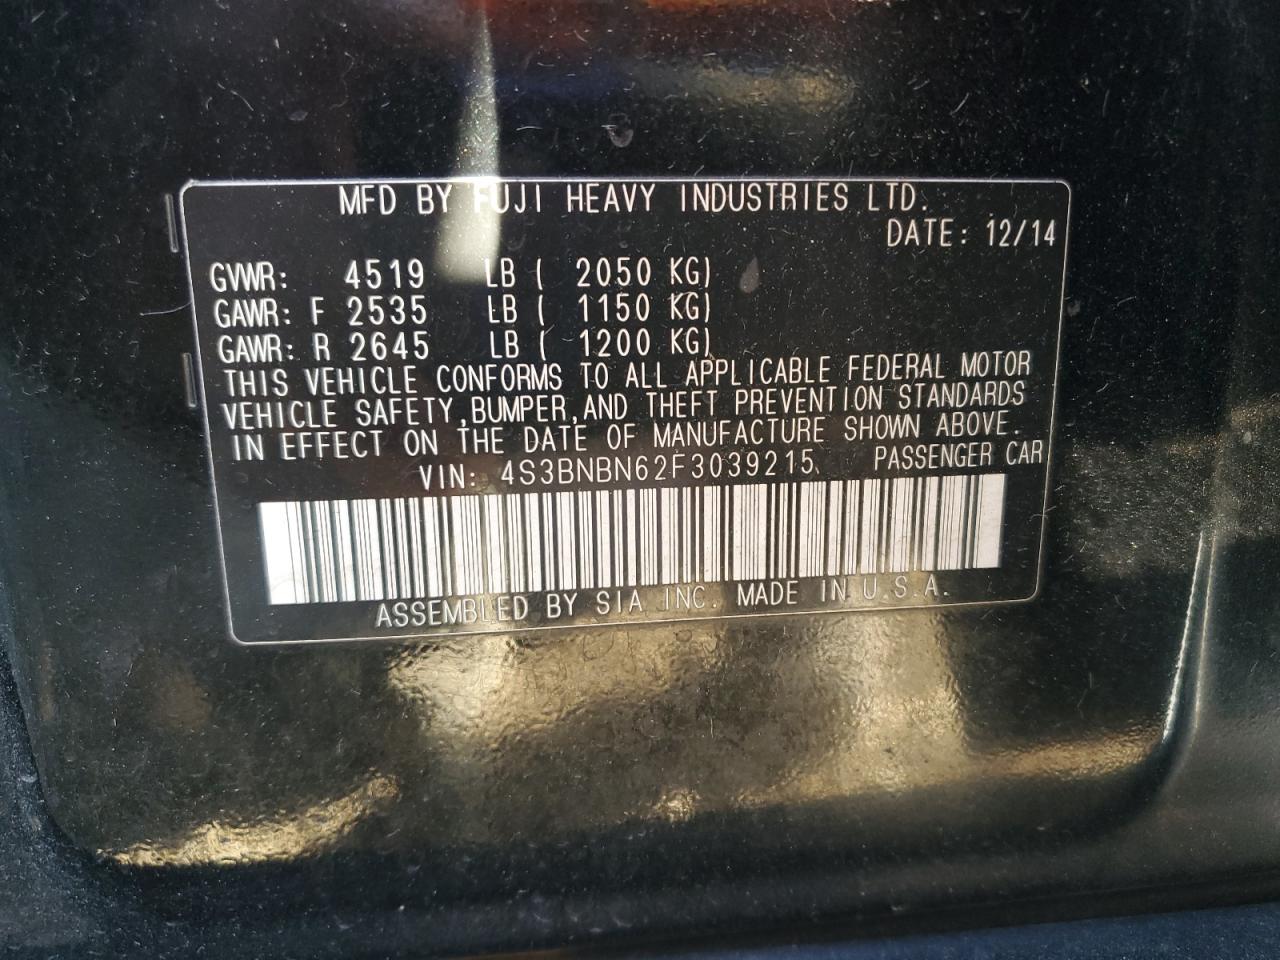 MFD BY FUJI HEAVY INDUSTRIES LTD.
DATE: 12/14
GVWR: 4519 LB ( 2050 KG)
GAWR: F 2535 LB ( 1150 KG)
GAWR: R 2645 LB ( 1200 KG)
THIS VEHICLE CONFORMS TO ALL APPLICABLE FEDERAL MOTOR
VEHICLE SAFETY, BUMPER, AND THEFT PREVENTION STANDARDS
IN EFFECT ON THE DATE OF MANUFACTURE SHOWN ABOVE.
VIN: 4S3BNBN62F3039215 PASSENGER CAR
ASSEMBLED BY SIA INC. MADE IN U.S.A.